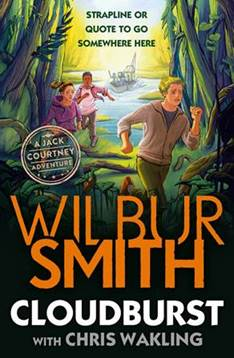 STRAPLINE OR
QUOTE TO GO
SOMEWHERE HERE
A JACK
COURTNEY
ADVENTURE
WILBUR
SMITH
CLOUDBURST
WITH CHRIS WAKLING